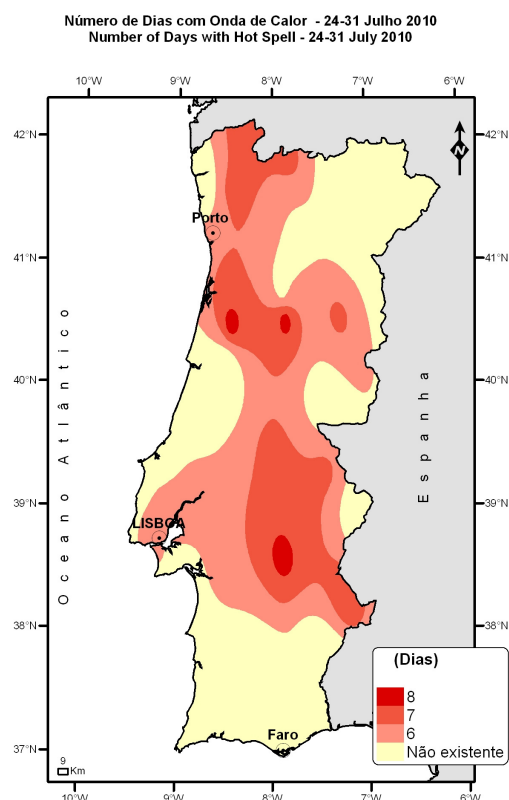 Número de Dias com Onda de Calor - 24-31 Julho 2010
Number of Days with Hot Spell - 24-31 July 2010
10°W 9°W 8°W 7°W 6°W
42°N 42°N
N
Porto
41°N 41°N
Oceano Atlântico
40°N 40°N
Espanha
39°N 39°N
LISBOA
38°N 38°N
(Dias)
8
7
6
Não existente
Faro
37°N 37°N
9
Km
10°W 9°W 8°W 7°W 6°W